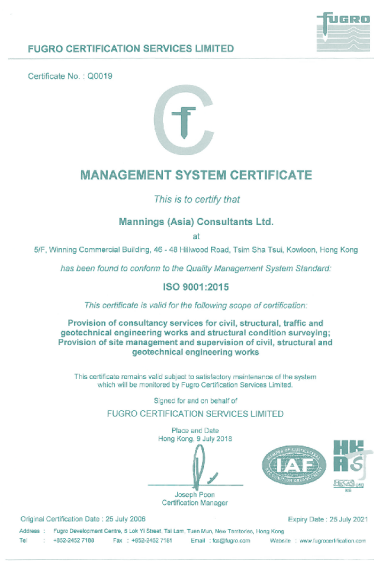 FUGRO
FUGRO CERTIFICATION SERVICES LIMITED
Certificate No. : Q0019
MANAGEMENT SYSTEM CERTIFICATE
This is to certify that
Mannings (Asia) Consultants Ltd.
at
5/F, Winning Commercial Building, 46 - 48 Hillwood Road, Tsim Sha Tsui, Kowloon, Hong Kong
has been found to conform to the Quality Management System Standard:
ISO 9001:2015
This certificate is valid for the following scope of certification:
Provision of consultancy services for civil, structural, traffic and
geotechnical engineering works and structural condition surveying;
Provision of site management and supervision of civil, structural and
geotechnical engineering works
This certificate remains valid subject to satisfactory maintenance of the system
which will be monitored by Fugro Certification Services Limited.
Signed for and on behalf of
FUGRO CERTIFICATION SERVICES LIMITED
Place and Date
Hong Kong, 9 July 2018
IAF
HKAS
Joseph Poon
Certification Manager
Original Certification Date : 25 July 2006
Expiry Date : 25 July 2021
Address : Fugro Development Centre, 5 Lok Yi Street, Tai Lam, Tuen Mun, New Territories, Hong Kong
Tel : +852-2452 7188 Fax : +852-2452 7181 Email : fcs@fugro.com Website : www.fugrocertification.com